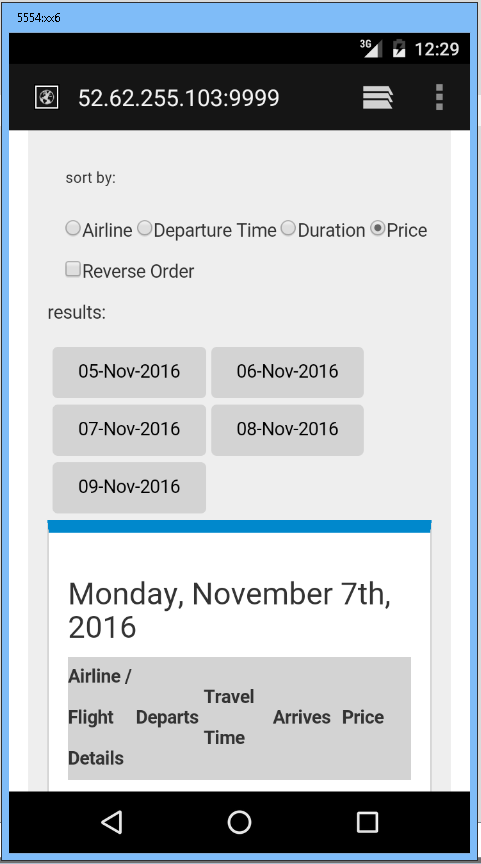 5554:xx6
3G 12:29
52.62.255.103:9999
sort by:
Airline Departure Time Duration Price
Reverse Order
results:
05-Nov-2016 06-Nov-2016
07-Nov-2016 08-Nov-2016
09-Nov-2016
Monday, November 7th,
2016
Airline /
Flight
Details
Departs
Travel
Time
Arrives
Price